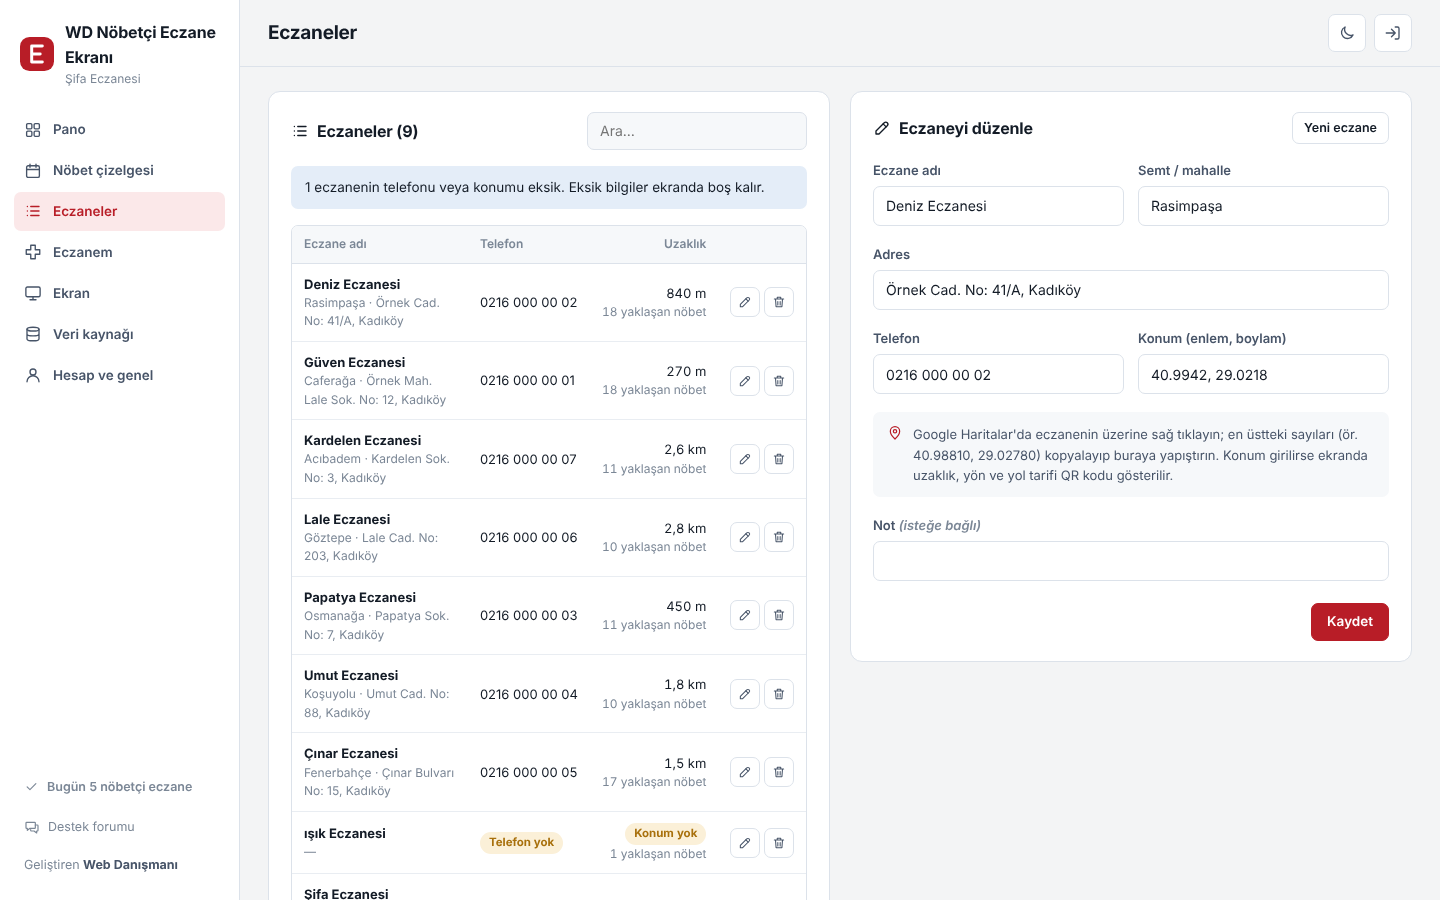 E
WD Nöbetçi Eczane
Ekranı
Şifa Eczanesi
Pano
Nöbet çizelgesi
Eczaneler
Eczanem
Ekran
Veri kaynağı
Hesap ve genel
Bugün 5 nöbetçi eczane
Destek forumu
Geliştiren Web Danışmanı
Eczaneler
Eczaneler (9)
Ara...
1 eczanenin telefonu veya konumu eksik. Eksik bilgiler ekranda boş kalır.
Eczane adı Telefon Uzaklık
Deniz Eczanesi
Rasimpaşa · Örnek Cad.
No: 41/A, Kadıköy
0216 000 00 02
840 m
18 yaklaşan nöbet
Güven Eczanesi
Caferağa · Örnek Mah.
Lale Sok. No: 12, Kadıköy
0216 000 00 01
270 m
18 yaklaşan nöbet
Kardelen Eczanesi
Acıbadem · Kardelen Sok.
No: 3, Kadıköy
0216 000 00 07
2,6 km
11 yaklaşan nöbet
Lale Eczanesi
Göztepe · Lale Cad. No:
203, Kadıköy
0216 000 00 06
2,8 km
10 yaklaşan nöbet
Papatya Eczanesi
Osmanağa · Papatya Sok.
No: 7, Kadıköy
0216 000 00 03
450 m
11 yaklaşan nöbet
Umut Eczanesi
Koşuyolu · Umut Cad. No:
88, Kadıköy
0216 000 00 04
1,8 km
10 yaklaşan nöbet
Çınar Eczanesi
Fenerbahçe · Çınar Bulvarı
No: 15, Kadıköy
0216 000 00 05
1,5 km
17 yaklaşan nöbet
ışık Eczanesi
—
Telefon yok
Konum yok
1 yaklaşan nöbet
Şifa Eczanesi
Eczaneyi düzenle
Yeni eczane
Eczane adı
Deniz Eczanesi
Semt / mahalle
Rasimpaşa
Adres
Örnek Cad. No: 41/A, Kadıköy
Telefon
0216 000 00 02
Konum (enlem, boylam)
40.9942, 29.0218
Google Haritalar'da eczanenin üzerine sağ tıklayın; en üstteki sayıları (ör.
40.98810, 29.02780) kopyalayıp buraya yapıştırın. Konum girilirse ekranda
uzaklık, yön ve yol tarifi QR kodu gösterilir.
Not (isteğe bağlı)
Kaydet